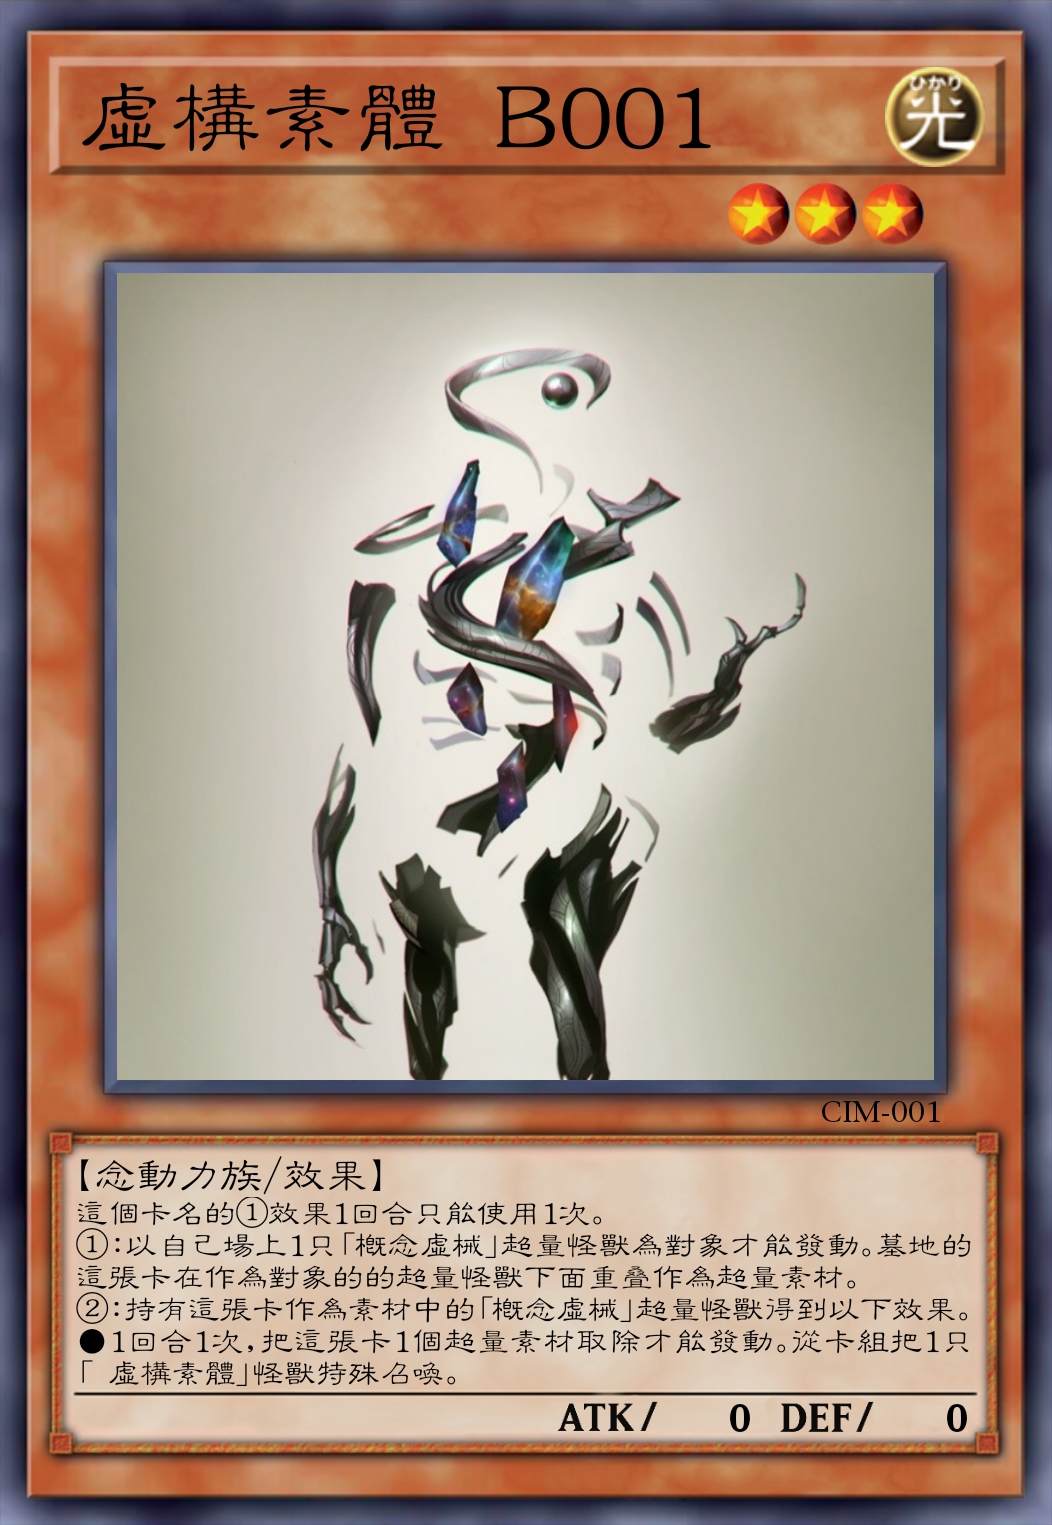 虛構素體 B001
ひかり
光
CIM-001
【念動力族/效果】
這個卡名的①效果1回合只能使用1次。
①：以自己場上1只「概念虛械」超量怪獸為對象才能發動。墓地的
這張卡在作為對象的的超量怪獸下面重疊作為超量素材。
②：持有這張卡作為素材中的「概念虛械」超量怪獸得到以下效果。
●1回合1次，把這張卡1個超量素材取除才能發動。從卡組把1只
「 虛構素體」怪獸特殊召喚。
ATK/ 0 DEF/ 0